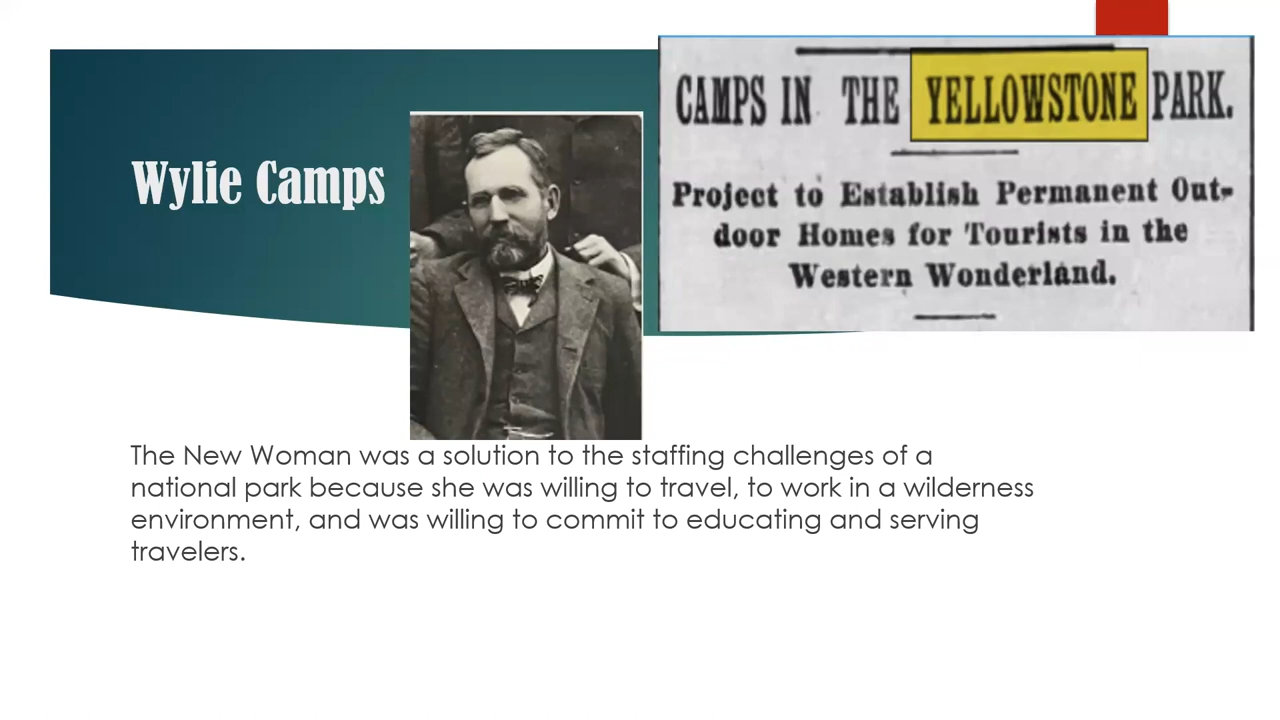 Wylie Camps
CAMPS IN THE YELLOWSTONE PARK.
Project to Establish Permanent Out-
door Homes for Tourists in the
Western Wonderland.
The New Woman was a solution to the staffing challenges of a
national park because she was willing to travel, to work in a wilderness
environment, and was willing to commit to educating and serving
travelers.